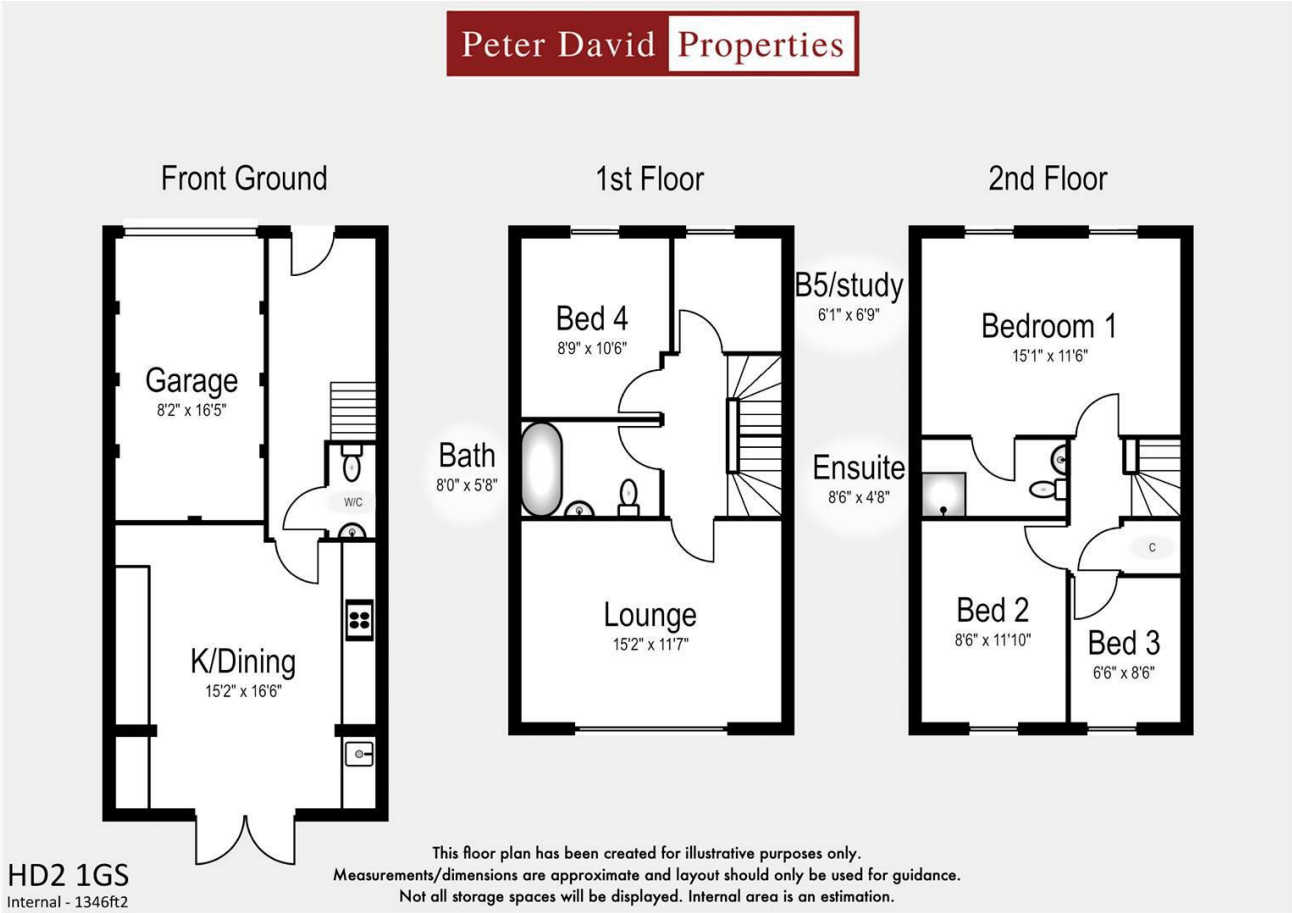 Peter David Properties
Front Ground
1st Floor
2nd Floor
Garage
8'2" x 16'5"
W/C
K/Dining
15'2" x 16'6"
Bed 4
8'9" x 10'6"
B5/study
6'1" x 6'9"
Bath
8'0" x 5'8"
Lounge
15'2" x 11'7"
Bedroom 1
15'1" x 11'6"
Ensuite
8'6" x 4'8"
C
Bed 2
8'6" x 11'10"
Bed 3
6'6" x 8'6"
HD2 1GS
Internal - 1346ft2
This floor plan has been created for illustrative purposes only.
Measurements/dimensions are approximate and layout should only be used for guidance.
Not all storage spaces will be displayed. Internal area is an estimation.